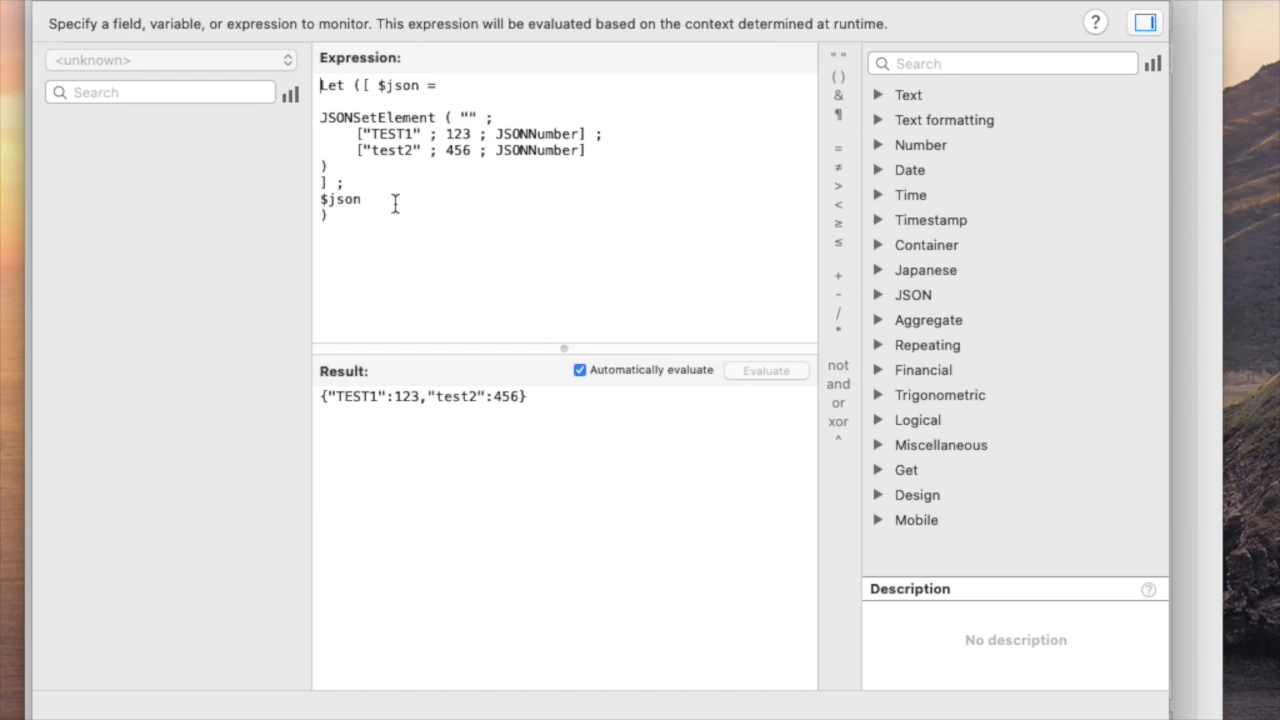 Specify a field, variable, or expression to monitor. This expression will be evaluated based on the context determined at runtime.
?
<unknown>
Search
Expression:
Let ([ $json =
JSONSetElement ( "" ;
["TEST1" ; 123 ; JSONNumber] ;
["test2" ; 456 ; JSONNumber]
)
] ;
$json
)
Result:
Automatically evaluate
Evaluate
{"TEST1":123,"test2":456}
" "
( )
&
¶
=
≠
>
<
≥
≤
+
-
/
*
not
and
or
xor
^
Search
Text
Text formatting
Number
Date
Time
Timestamp
Container
Japanese
JSON
Aggregate
Repeating
Financial
Trigonometric
Logical
Miscellaneous
Get
Design
Mobile
Description
?
No description